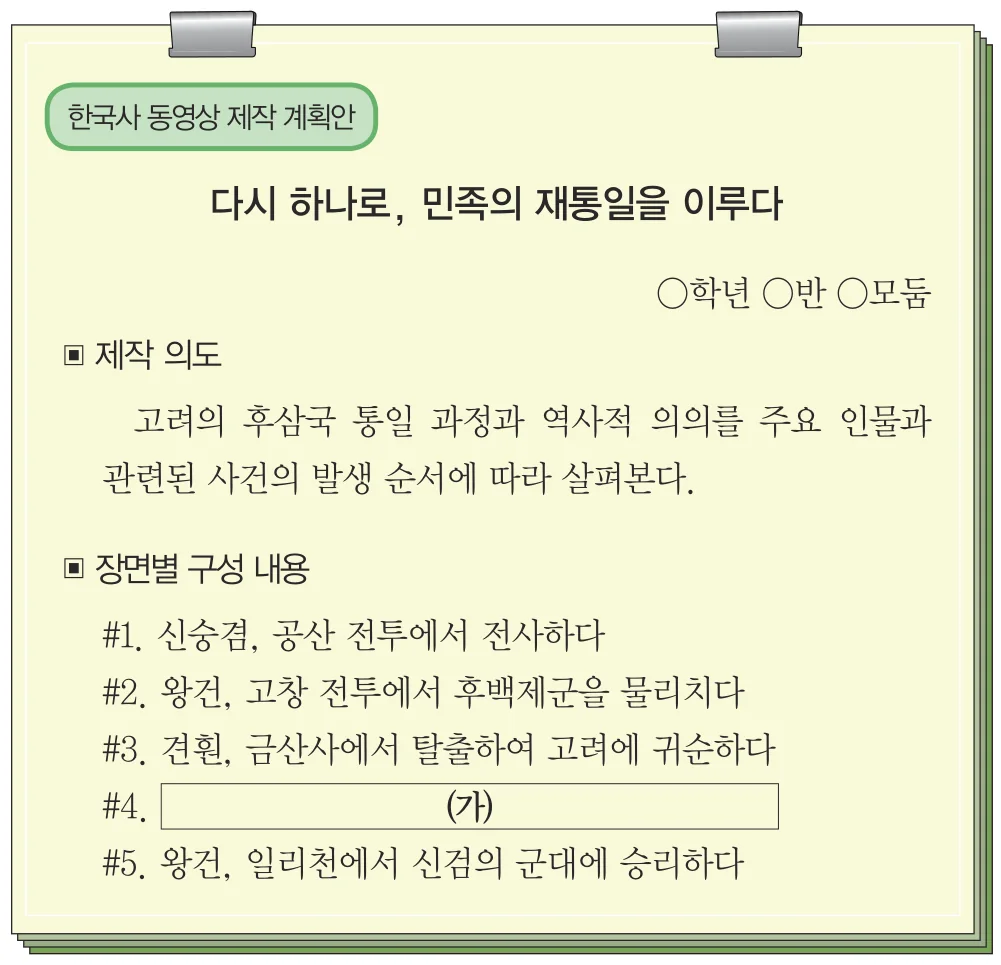 한국사 동영상 제작 계획안
다시 하나로, 민족의 재통일을 이루다
○학년 ○반 ○모둠
▣ 제작 의도
고려의 후삼국 통일 과정과 역사적 의의를 주요 인물과
관련된 사건의 발생 순서에 따라 살펴본다.
▣ 장면별 구성 내용
#1. 신숭겸, 공산 전투에서 전사하다
#2. 왕건, 고창 전투에서 후백제군을 물리치다
#3. 견훤, 금산사에서 탈출하여 고려에 귀순하다
#4. (가)
#5. 왕건, 일리천에서 신검의 군대에 승리하다